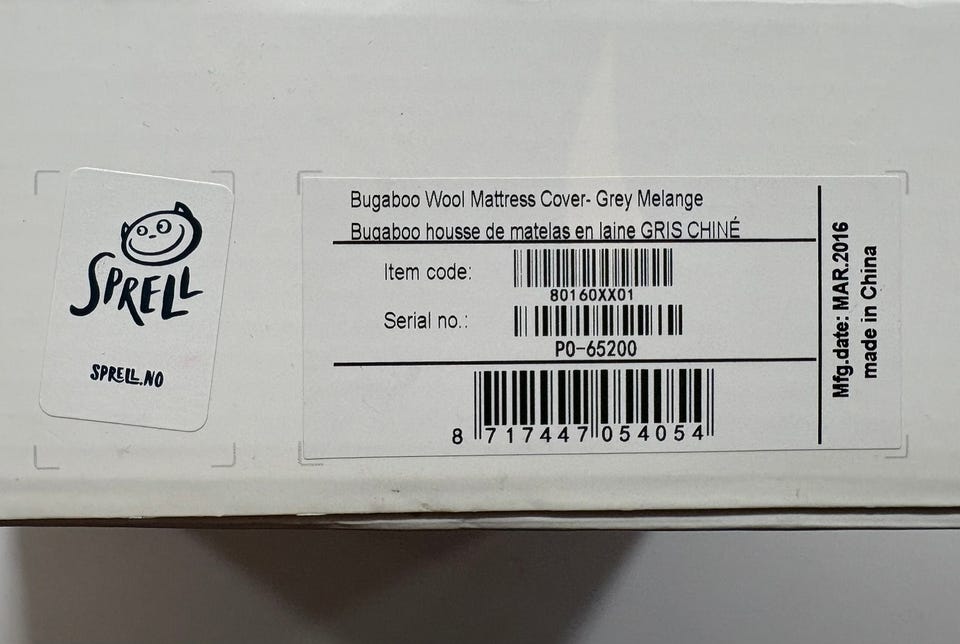 SPRELL
SPRELL.NO
Bugaboo Wool Mattress Cover- Grey Melange
Bugaboo housse de matelas en laine GRIS CHINÉ
Item code:
80160XX01
Serial no.:
PO-65200
8 717447 054054
Mfg.date: MAR.2016
made in China